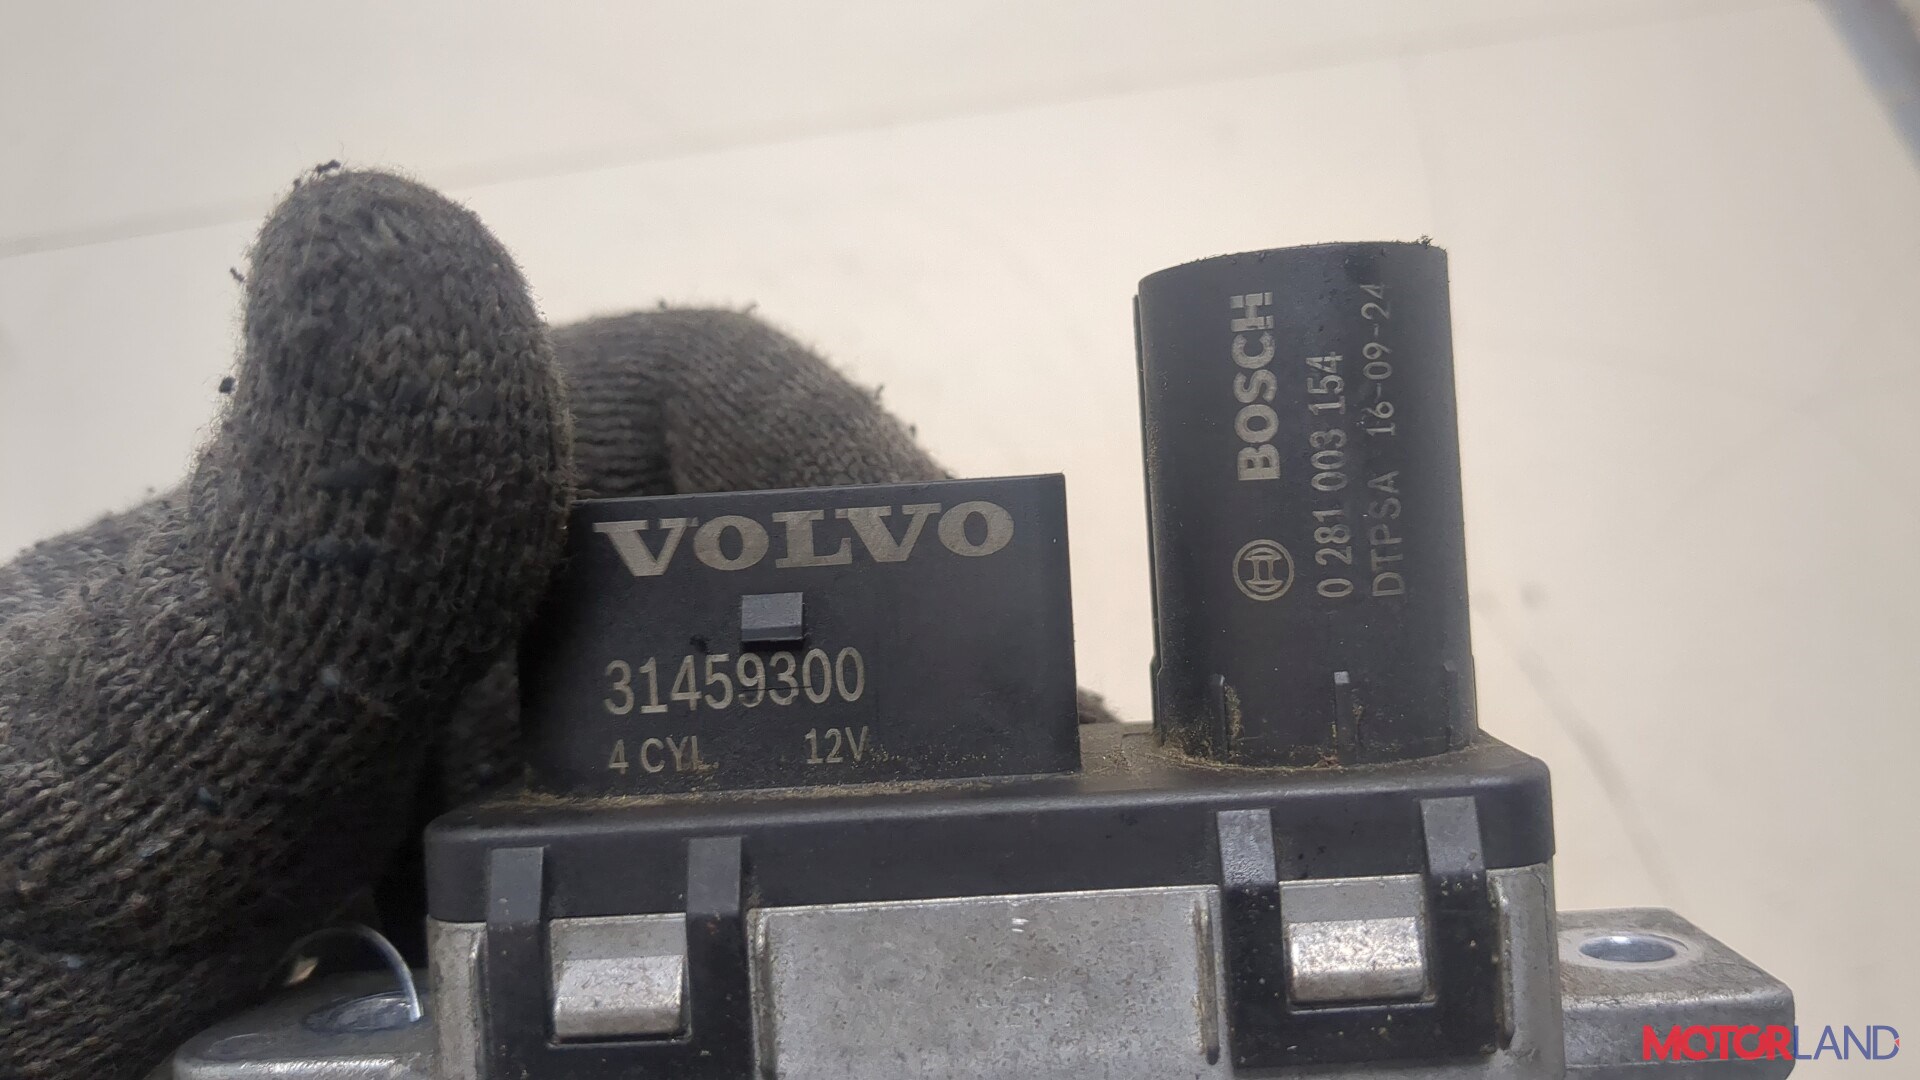 VOLVO
31459300
4 CYL. 12V
BOSCH
0 281 003 154
DTPSA 16-09-24
MOTORLAND